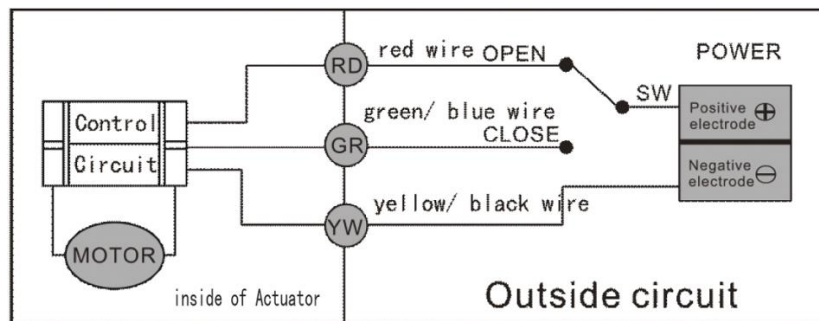 red wire OPEN
POWER
RD
SW
Positive
electrode
Control
green/ blue wire
CLOSE
GR
Circuit
Negative
electrode
yellow/ black wire
YW
MOTOR
inside of Actuator
Outside circuit